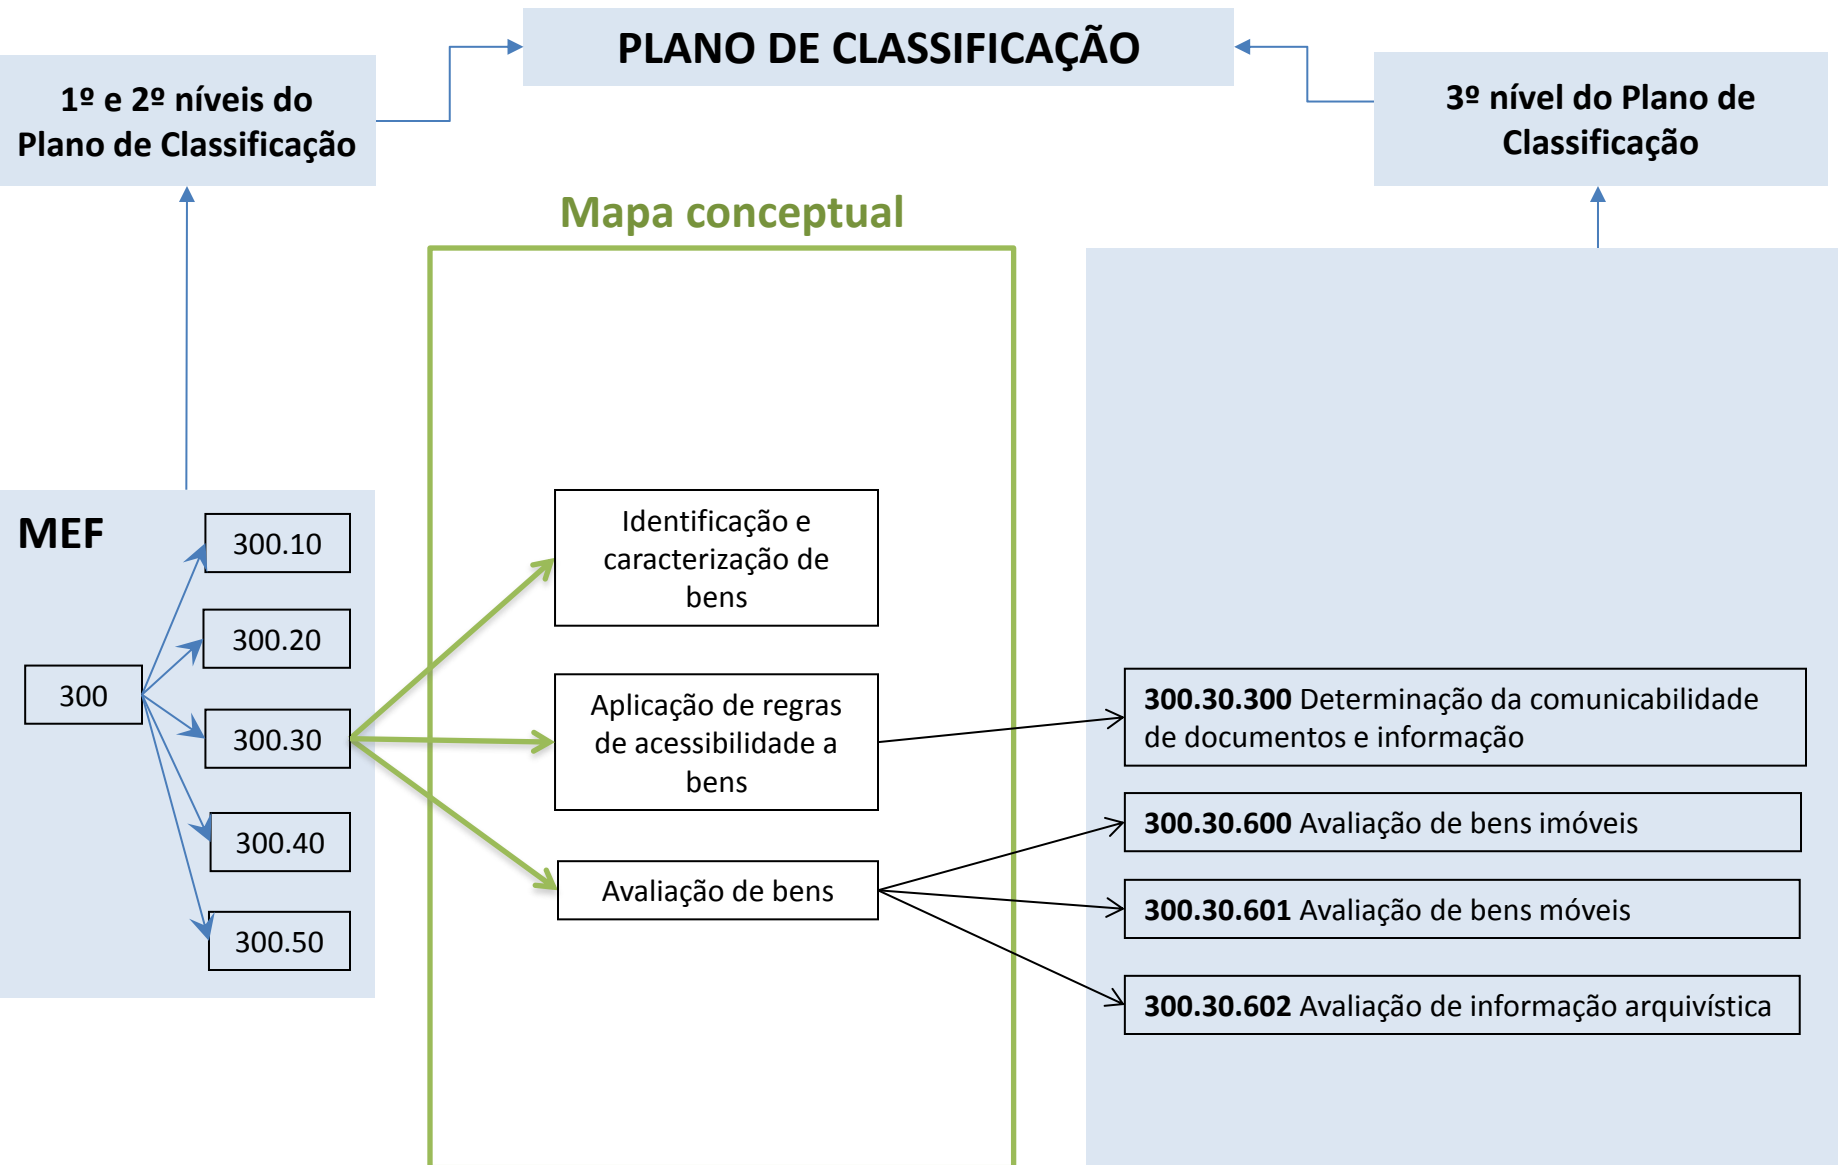 PLANO DE CLASSIFICAÇÃO
1º e 2º níveis do
Plano de Classificação
3º nível do Plano de
Classificação
Mapa conceptual
MEF
300
300.10
300.20
300.30
300.40
300.50
Identificação e
caracterização de
bens
Aplicação de regras
de acessibilidade a
bens
Avaliação de bens
300.30.300 Determinação da comunicabilidade
de documentos e informação
300.30.600 Avaliação de bens imóveis
300.30.601 Avaliação de bens móveis
300.30.602 Avaliação de informação arquivística